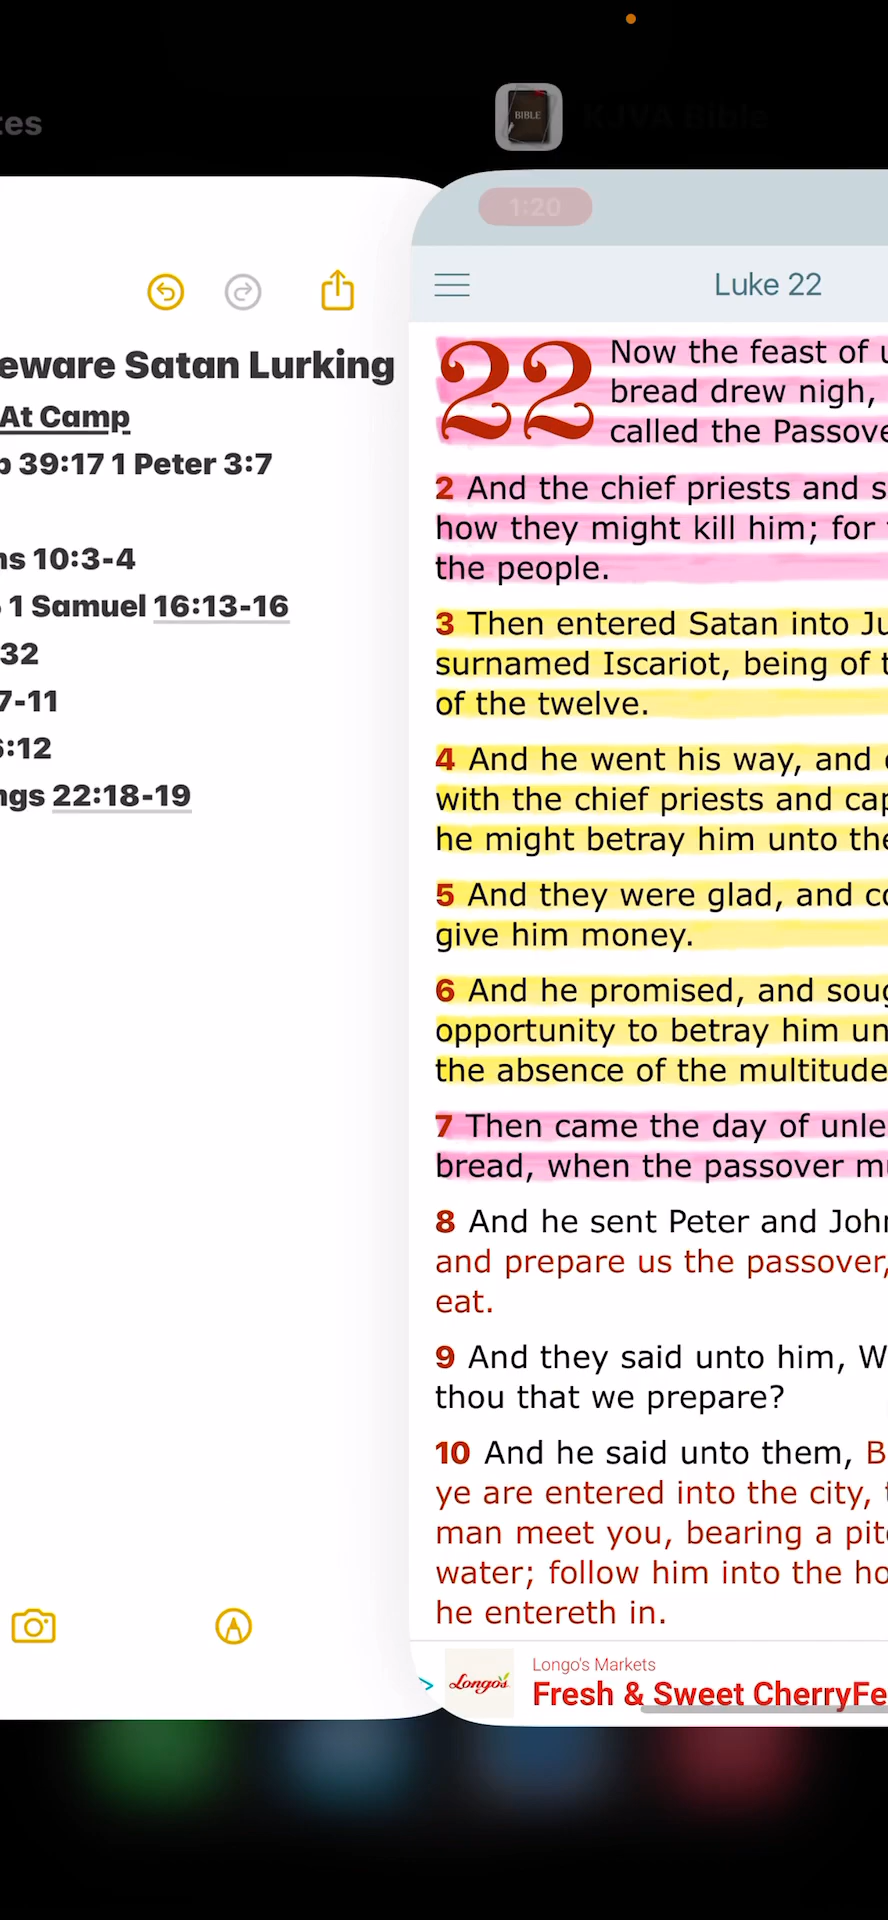 tes
BIBLE
KJVA Bible
1:20
Luke 22
eware Satan Lurking
At Camp
b 39:17 1 Peter 3:7
ns 10:3-4
1 Samuel 16:13-16
32
7-11
6:12
ngs 22:18-19
22 Now the feast of u
bread drew nigh,
called the Passove
2 And the chief priests and s
how they might kill him; for
the people.
3 Then entered Satan into Ju
surnamed Iscariot, being of t
of the twelve.
4 And he went his way, and c
with the chief priests and cap
he might betray him unto the
5 And they were glad, and co
give him money.
6 And he promised, and soug
opportunity to betray him un
the absence of the multitude
7 Then came the day of unle
bread, when the passover mu
8 And he sent Peter and John
and prepare us the passover,
eat.
9 And they said unto him, W
thou that we prepare?
10 And he said unto them, B
ye are entered into the city, t
man meet you, bearing a pitc
water; follow him into the ho
he entereth in.
Longo's
Longo's Markets
Fresh & Sweet CherryFe